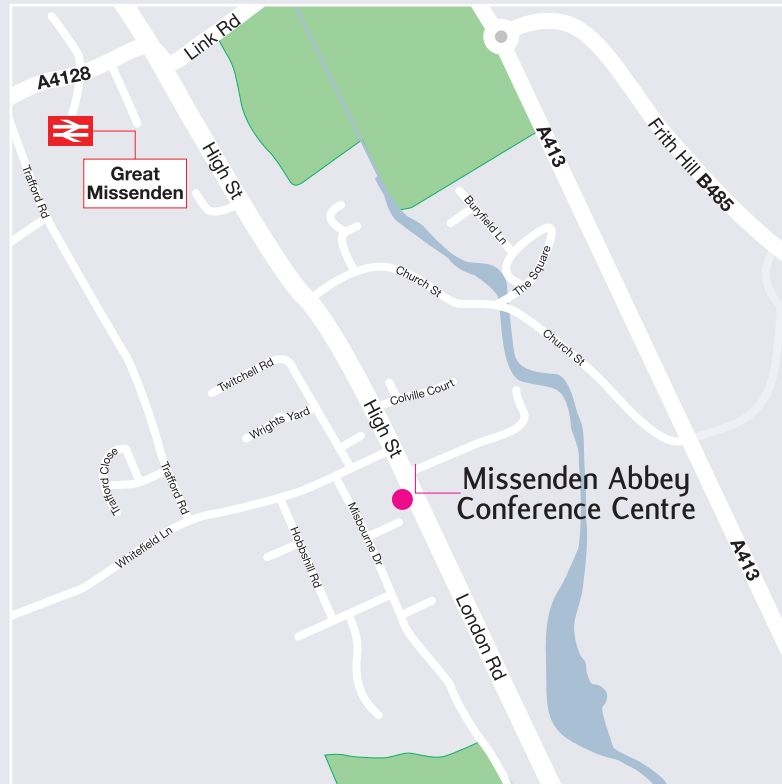 Link Rd
A4128
Great
Missenden
High St
A413
Frith Hill B485
Trafford Rd
Buryfield Ln
The Square
Church St
Church St
Twitchell Rd
Colville Court
Wrights Yard
High St
Trafford Close
Trafford Rd
Missenden Abbey
Conference Centre
Whitefield Ln
Hobbshill Rd
Misbourne Dr
A413
London Rd